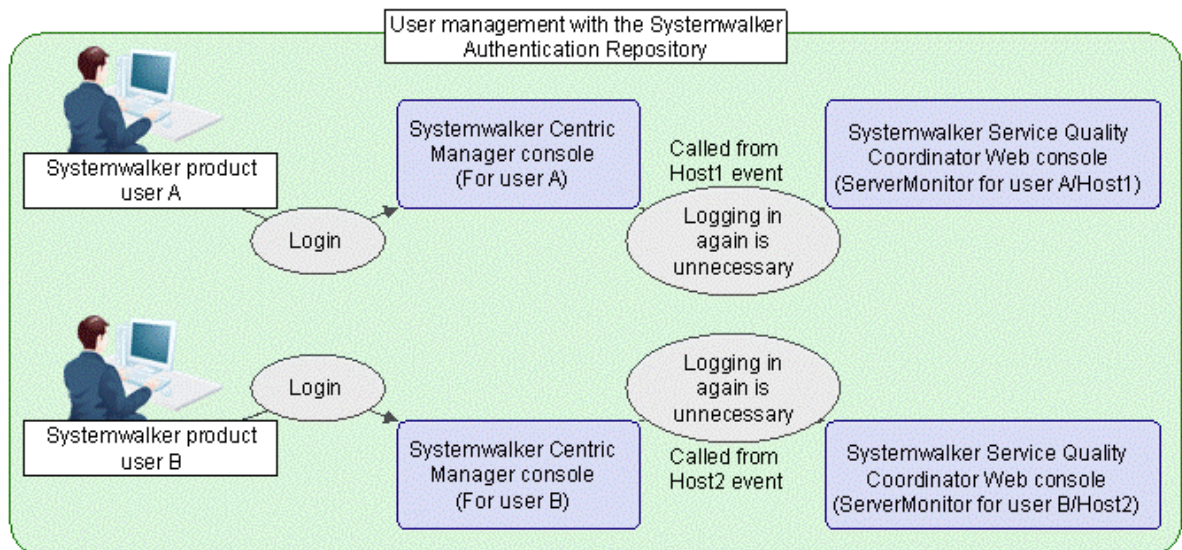 User management with the Systemwalker
Authentication Repository
Systemwalker product
user A
Login
Systemwalker Centric
Manager console
(For user A)
Called from
Host1 event
Logging in
again is
unnecessary
Systemwalker Service Quality
Coordinator Web console
(ServerMonitor for user A/Host1)
Systemwalker product
user B
Login
Systemwalker Centric
Manager console
(For user B)
Logging in
again is
unnecessary
Called from
Host2 event
Systemwalker Service Quality
Coordinator Web console
(ServerMonitor for user B/Host2)